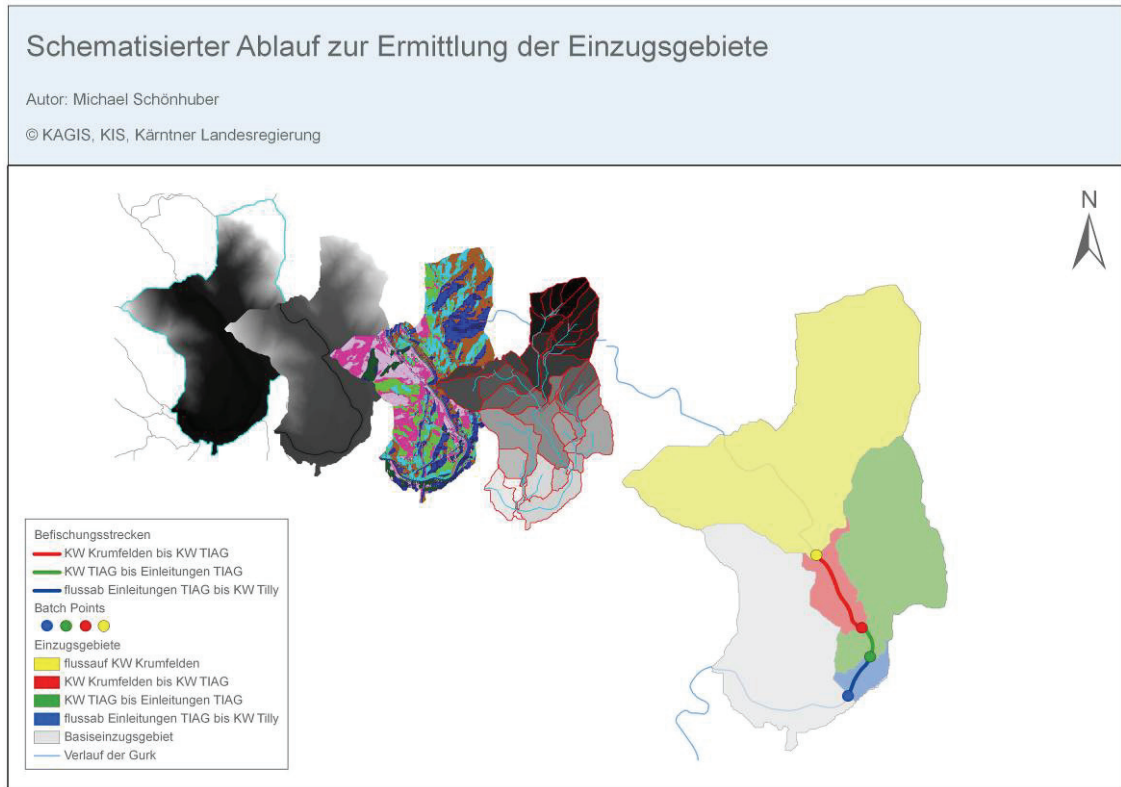 Schematisierter Ablauf zur Ermittlung der Einzugsgebiete
Autor: Michael Schönhuber
© KAGIS, KIS, Kärntner Landesregierung
N
Befischungsstrecken
KW Krumfelden bis KW TIAG
KW TIAG bis Einleitungen TIAG
flussab Einleitungen TIAG bis KW Tilly
Batch Points
Einzugsgebiete
flussauf KW Krumfelden
KW Krumfelden bis KW TIAG
KW TIAG bis Einleitungen TIAG
flussab Einleitungen TIAG bis KW Tilly
Basiseinzugsgebiet
Verlauf der Gurk